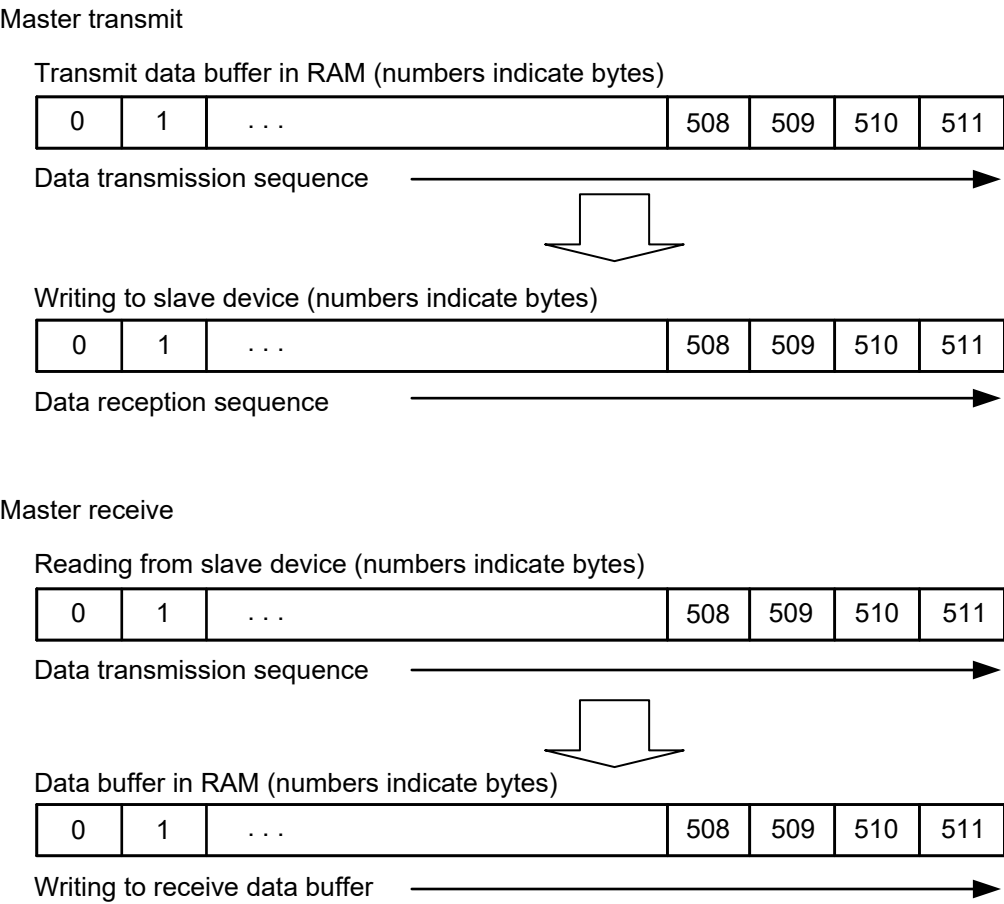 Master transmit
Transmit data buffer in RAM (numbers indicate bytes)
0 1 . . . 508 509 510 511
Data transmission sequence
Writing to slave device (numbers indicate bytes)
0 1 . . . 508 509 510 511
Data reception sequence
Master receive
Reading from slave device (numbers indicate bytes)
0 1 . . . 508 509 510 511
Data transmission sequence
Data buffer in RAM (numbers indicate bytes)
0 1 . . . 508 509 510 511
Writing to receive data buffer